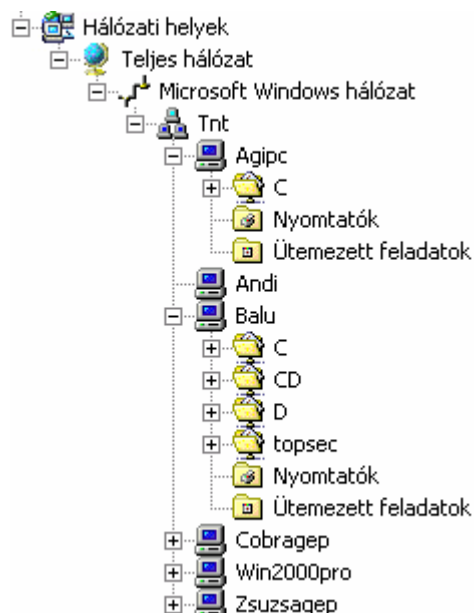 Hálózati helyek
Teljes hálózat
Microsoft Windows hálózat
Tnt
Agipc
C
Nyomtatók
Ütemezett feladatok
Andi
Balu
C
CD
D
topsec
Nyomtatók
Ütemezett feladatok
Cobragep
Win2000pro
Zsuzsagep